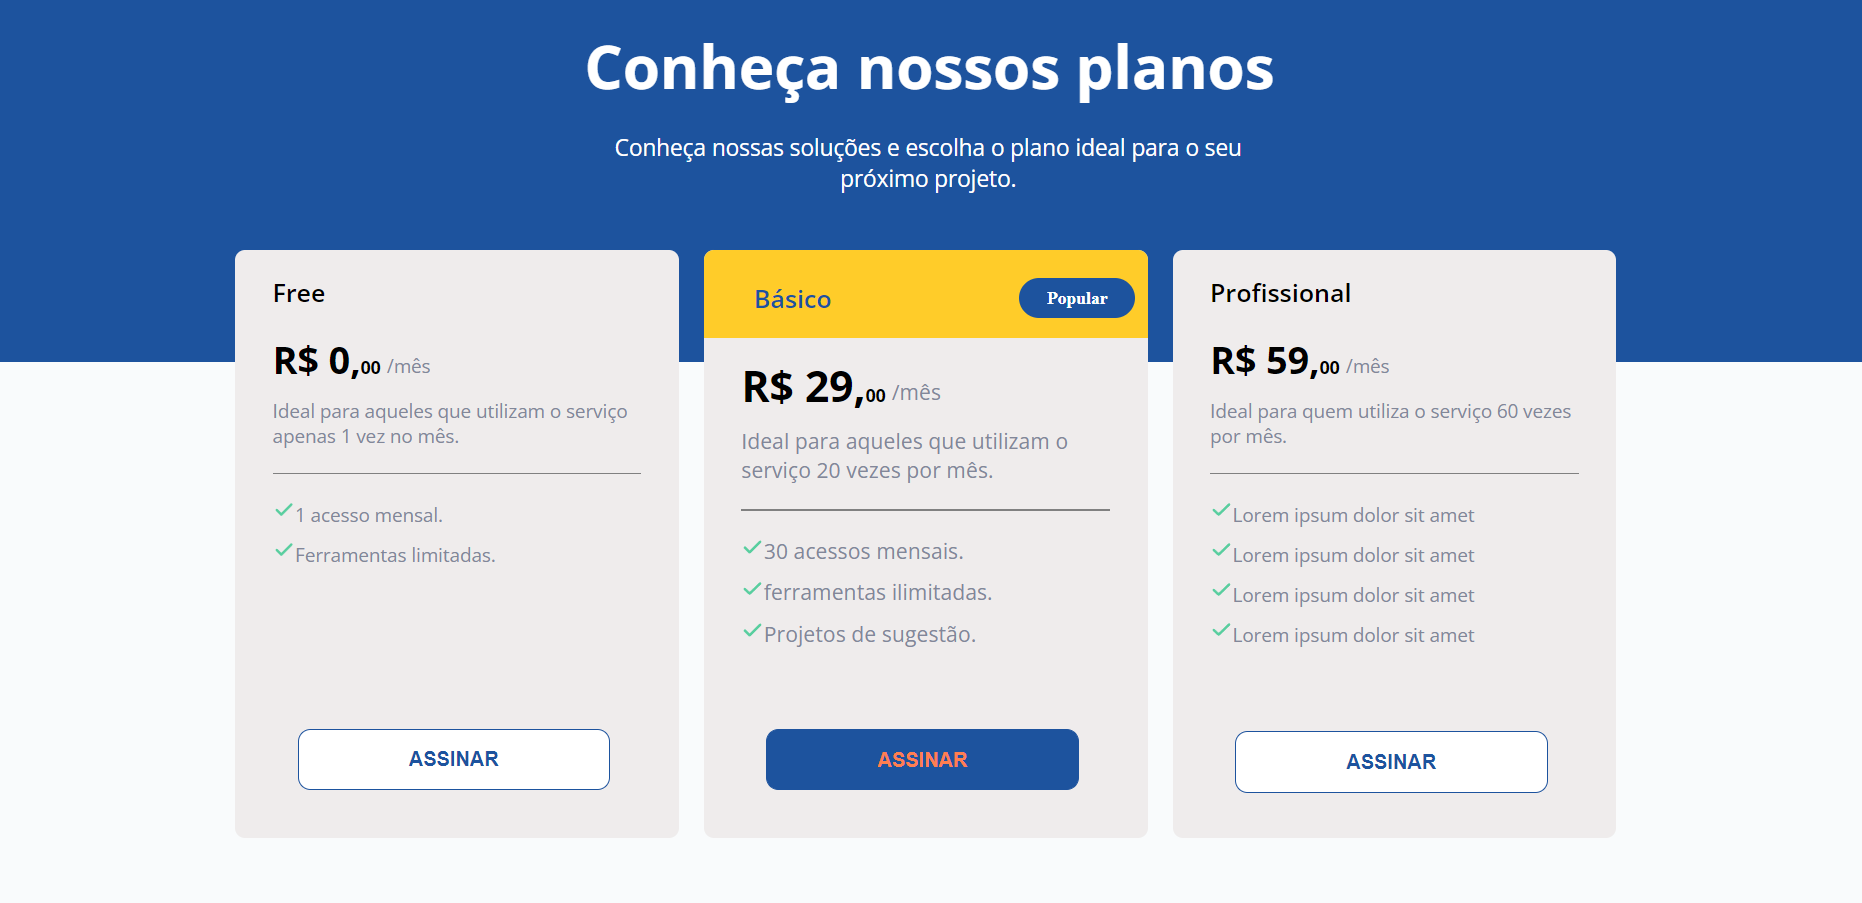 Conheça nossos planos
Conheça nossas soluções e escolha o plano ideal para o seu
próximo projeto.
Free
R$ 0,00 /mês
Ideal para aqueles que utilizam o serviço
apenas 1 vez no mês.
1 acesso mensal.
Ferramentas limitadas.
ASSINAR
Básico
Popular
R$ 29,00 /mês
Ideal para aqueles que utilizam o
serviço 20 vezes por mês.
30 acessos mensais.
ferramentas ilimitadas.
Projetos de sugestão.
ASSINAR
Profissional
R$ 59,00 /mês
Ideal para quem utiliza o serviço 60 vezes
por mês.
Lorem ipsum dolor sit amet
Lorem ipsum dolor sit amet
Lorem ipsum dolor sit amet
Lorem ipsum dolor sit amet
ASSINAR